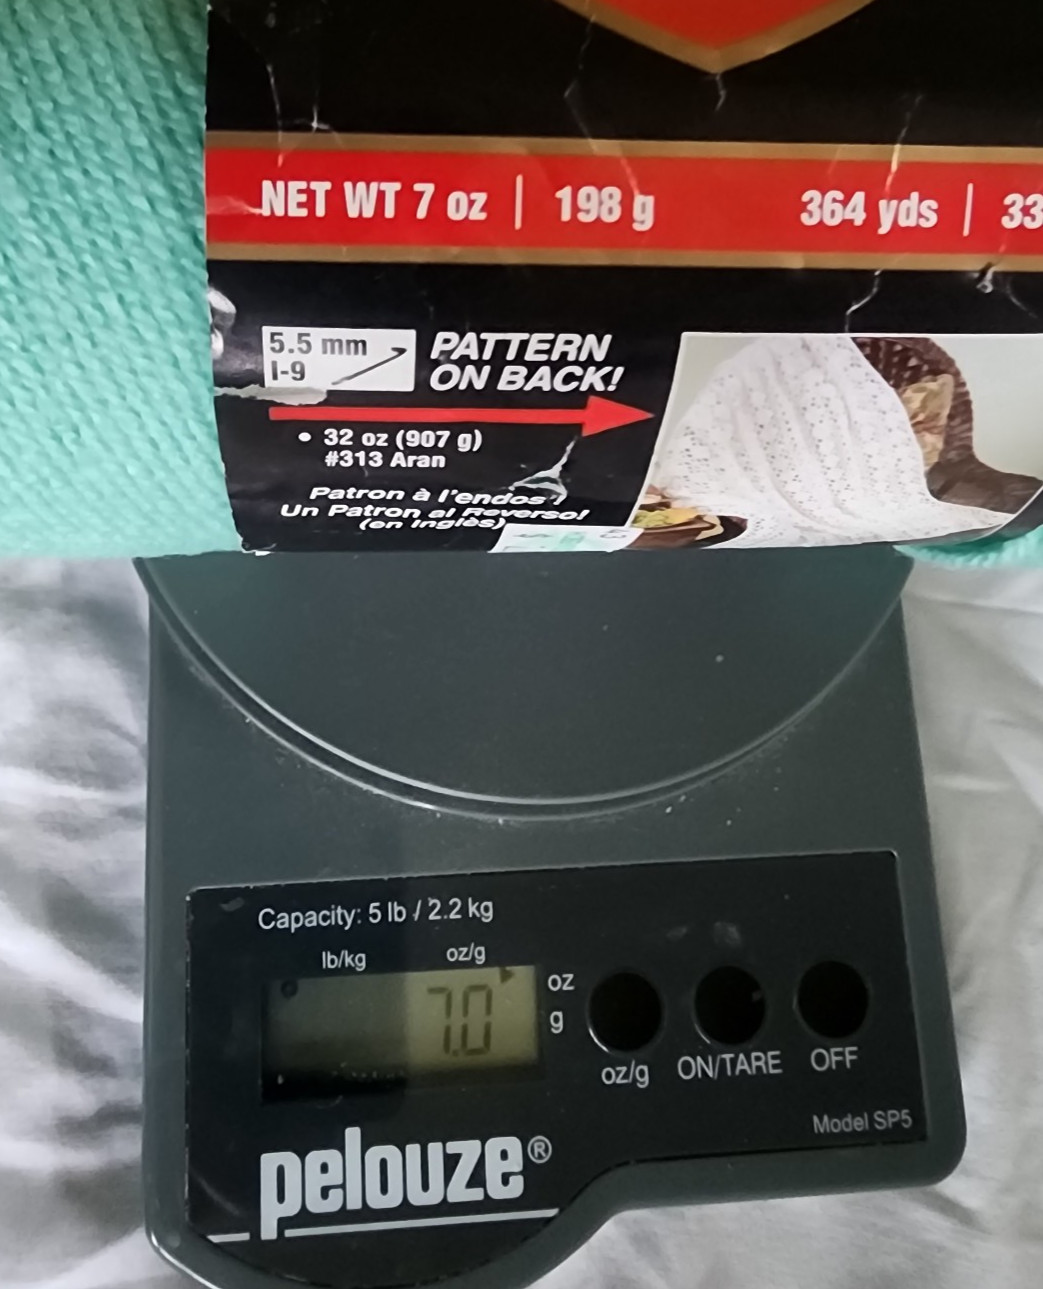 NET WT 7 oz | 198 g 364 yds | 33
5.5 mm
I-9
PATTERN
ON BACK!
• 32 oz (907 g)
#313 Aran
Patron à l'endos
Un Patron al Reverso!
(en Inglès)
Capacity: 5 lb / 2.2 kg
lb/kg oz/g
7.0
oz
g
oz/g ON/TARE OFF
Model SP5
pelouze®